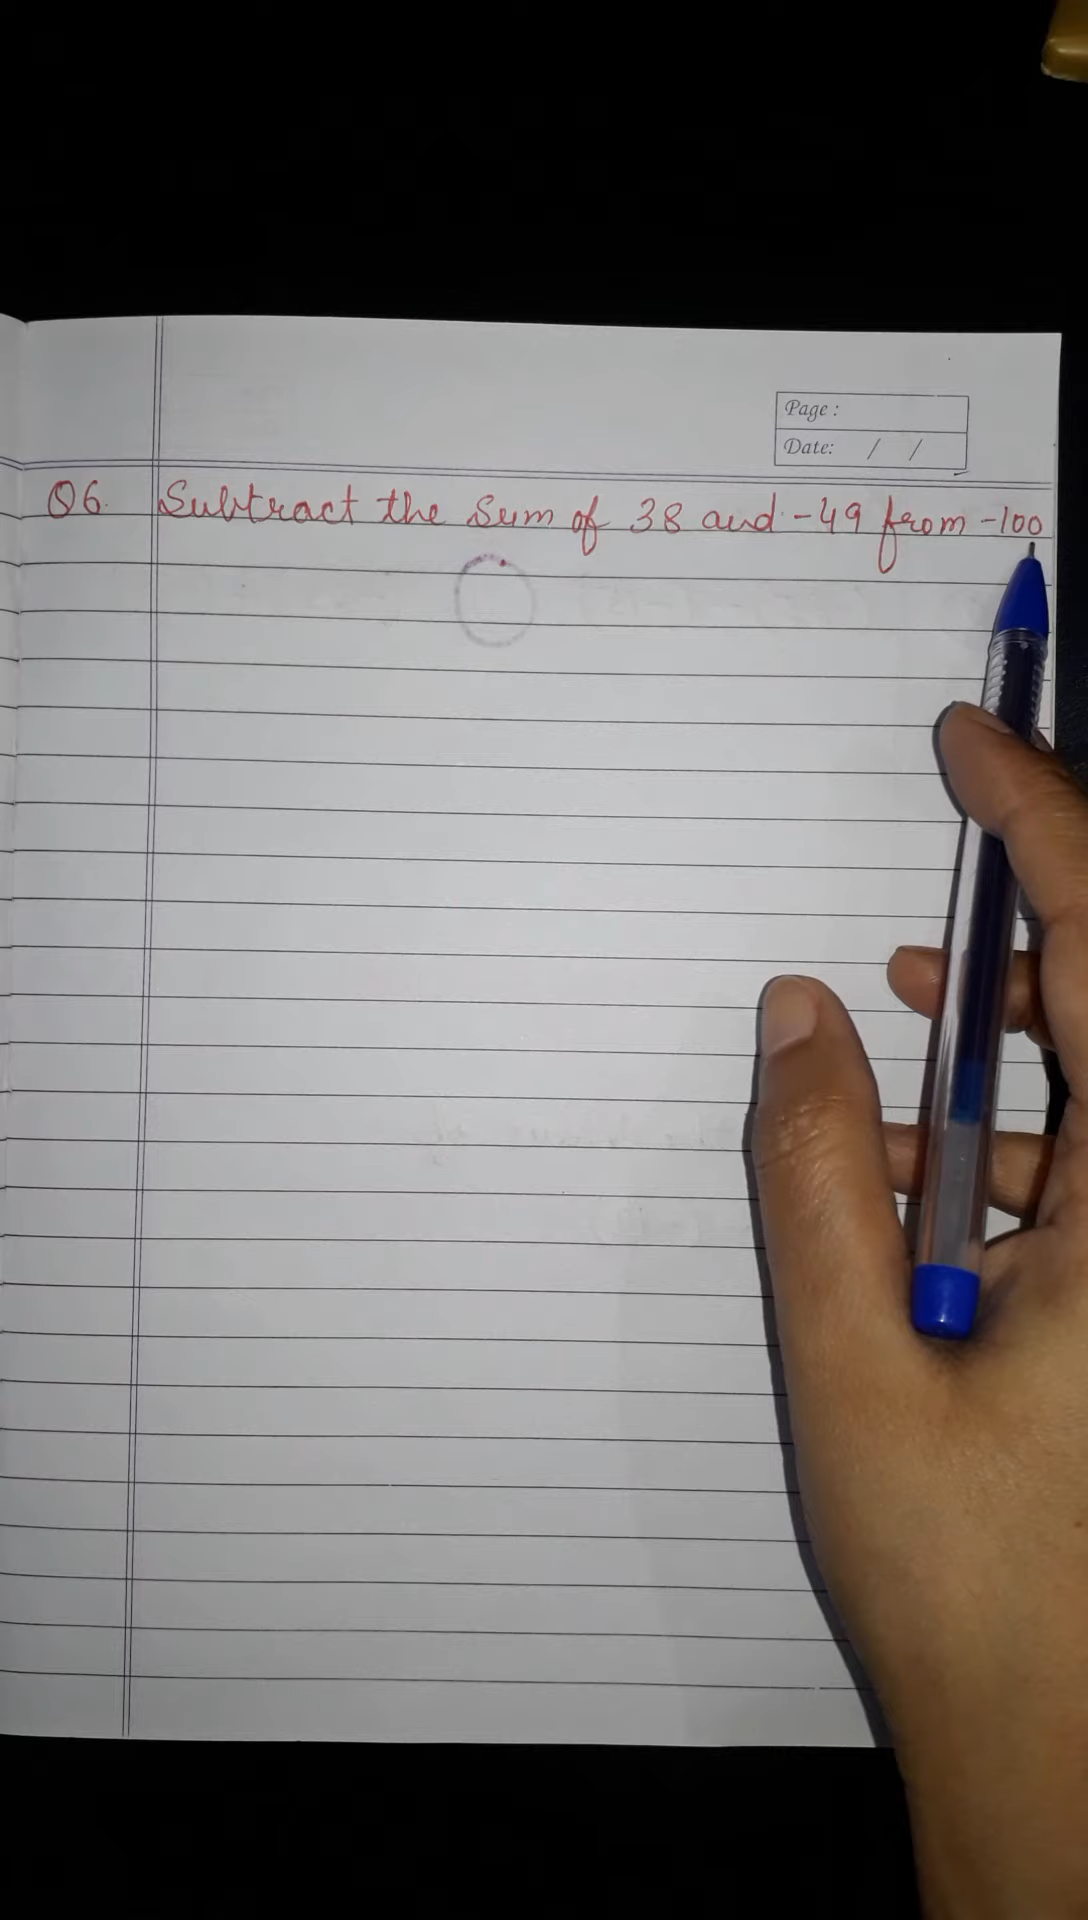 Page :
Date: / /
Q6. Subtract the sum of 38 and -49 from -100